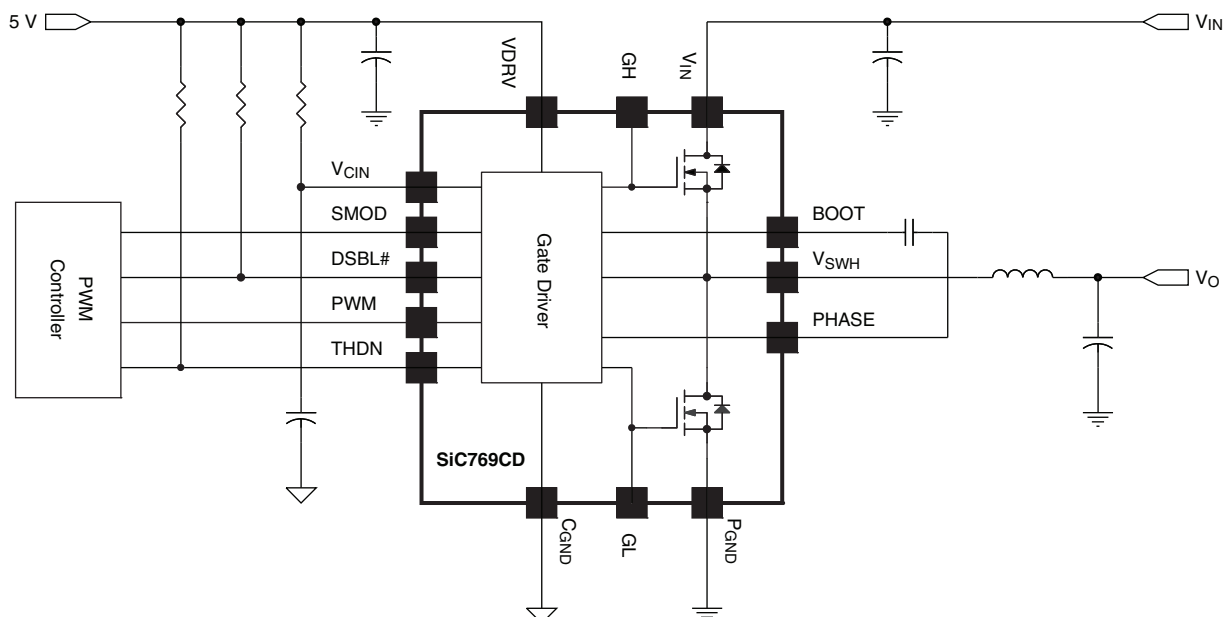 5 V
VDRV
GH
VIN
VIN
VCIN
SMOD
DSBL#
PWM
THDN
PWM
Controller
Gate Driver
BOOT
VSWH
PHASE
VO
SiC769CD
CGND
GL
PGND